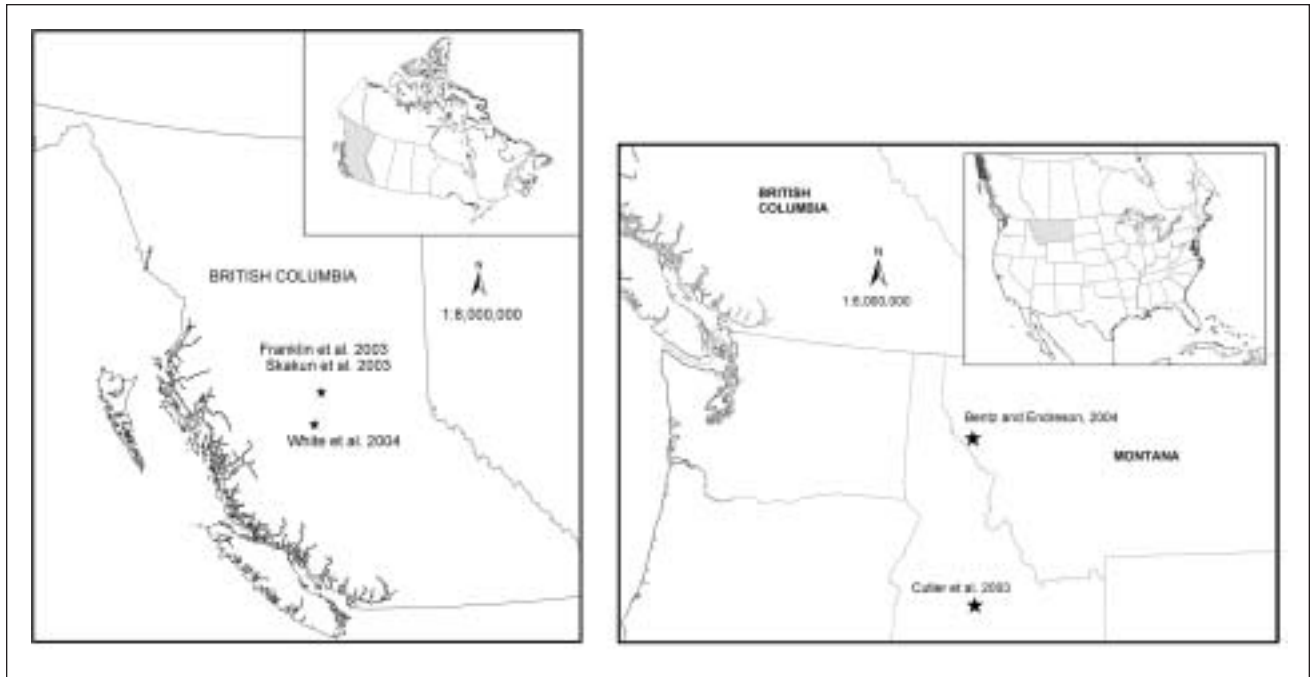 BRITISH COLUMBIA
N
1:8,000,000
Franklin et al. 2003
Skakun et al. 2003
White et al. 2004
BRITISH
COLUMBIA
N
1:6,000,000
Bentz and Endreson, 2004
MONTANA
Cutler et al. 2003